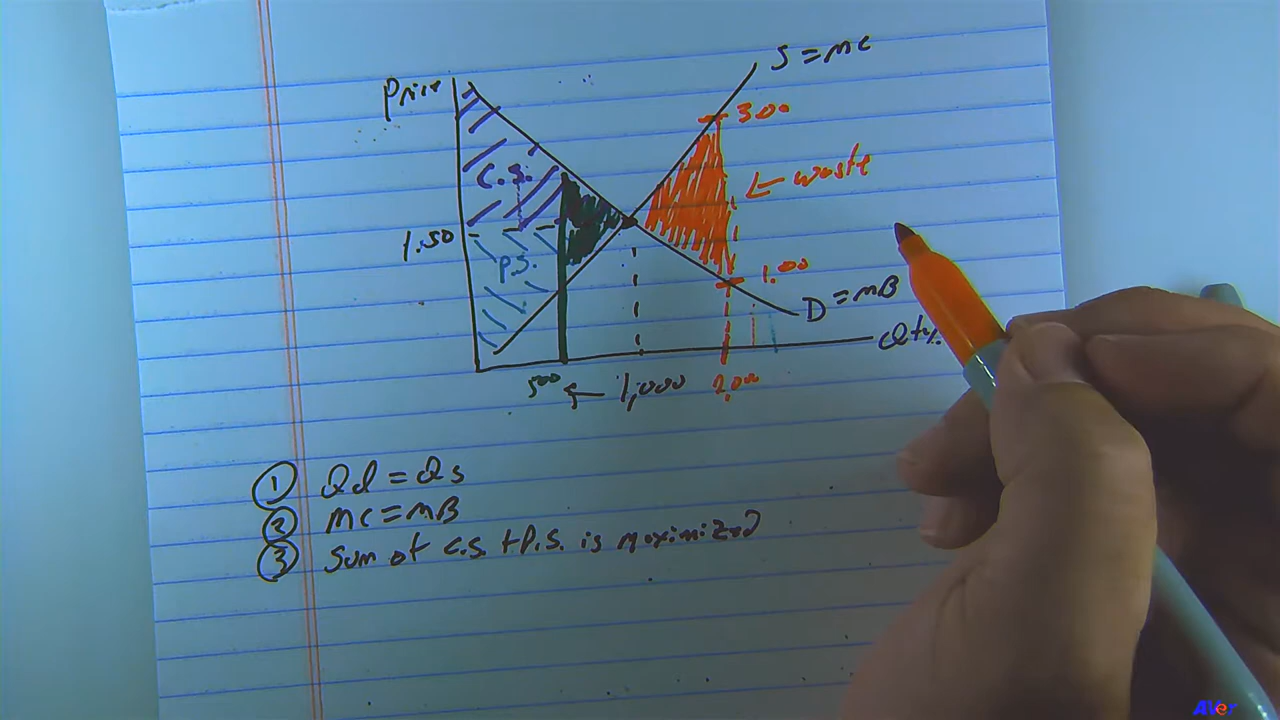 S = MC
Price
3.00
C.S.
← waste
1.50
P.S.
1.00
D = MB
Qty.
500 ← 1,000 2,000
① Qd = Qs
② MC = MB
③ Sum of C.S. + P.S. is maximized
AVer